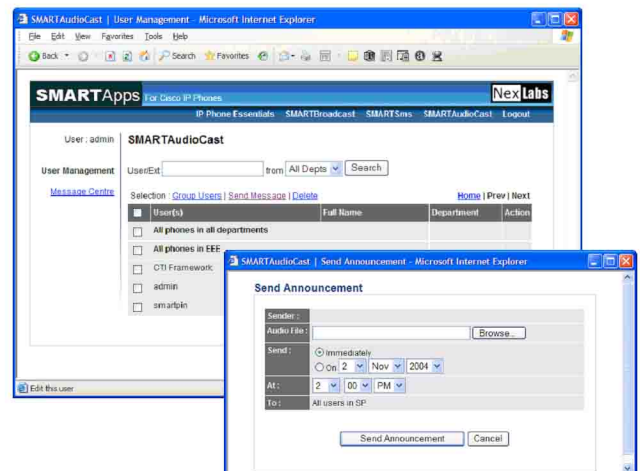 SMARTAudioCast | User Management - Microsoft Internet Explorer
File Edit View Favorites Tools Help
Back Search Favorites
SMARTApps For Cisco IP Phones NexLabs
IP Phone Essentials SMARTBroadcast SMARTSms SMARTAudioCast Logout
User : admin
SMARTAudioCast
User Management
User/Ext from All Depts Search
Message Centre
Selection : Group Users | Send Message | Delete Home | Prev | Next
User(s) Full Name Department Action
All phones in all departments
All phones in EEE
CTI Framework
admin
smartpin
Edit this user
SMARTAudioCast | Send Announcement - Microsoft Internet Explorer
Send Announcement
Sender :
Audio File : Browse...
Send : Immediately
On 2 Nov 2004
At : 2 00 PM
To : All users in SP
Send Announcement Cancel